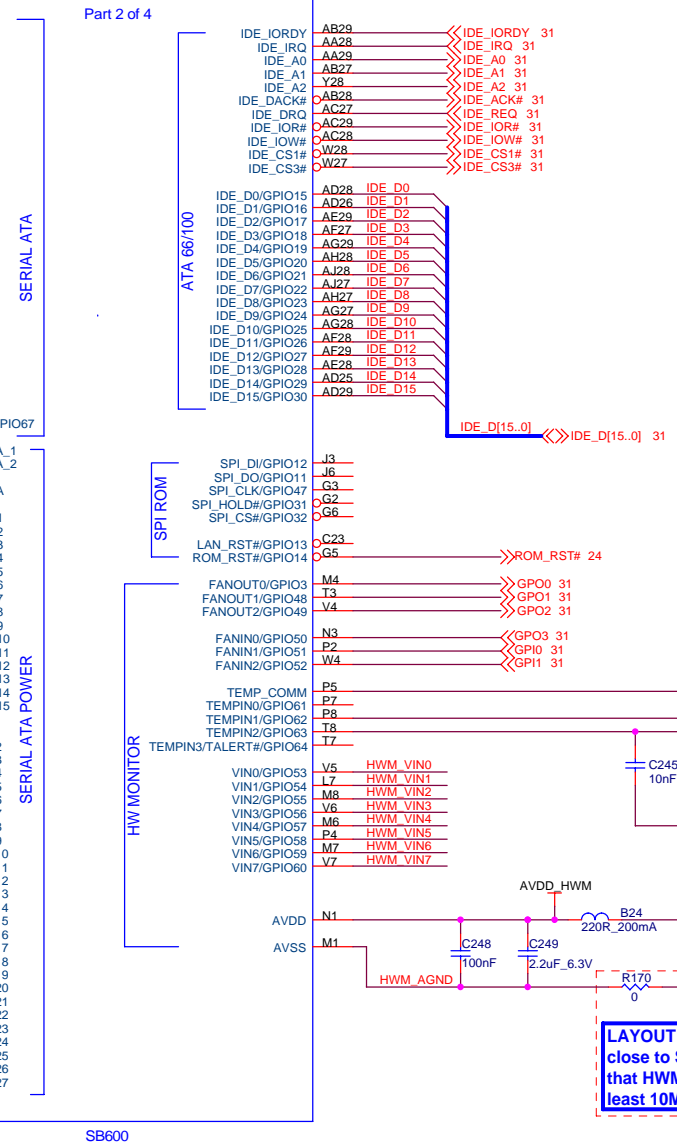 Part 2 of 4
SERIAL ATA
PIO67
SERIAL ATA POWER
ATA 66/100
IDE_IORDY AB29 IDE_IORDY 31
IDE_IRQ AA28 IDE_IRQ 31
IDE_A0 AA29 IDE_A0 31
IDE_A1 AB27 IDE_A1 31
IDE_A2 Y28 IDE_A2 31
IDE_DACK# AB28 IDE_ACK# 31
IDE_DRQ AC27 IDE_REQ 31
IDE_IOR# AC29 IDE_IOR# 31
IDE_IOW# AC28 IDE_IOW# 31
IDE_CS1# W28 IDE_CS1# 31
IDE_CS3# W27 IDE_CS3# 31
IDE_D0/GPIO15 AD28 IDE_D0
IDE_D1/GPIO16 AD26 IDE_D1
IDE_D2/GPIO17 AE29 IDE_D2
IDE_D3/GPIO18 AF27 IDE_D3
IDE_D4/GPIO19 AG29 IDE_D4
IDE_D5/GPIO20 AH28 IDE_D5
IDE_D6/GPIO21 AJ28 IDE_D6
IDE_D7/GPIO22 AJ27 IDE_D7
IDE_D8/GPIO23 AH27 IDE_D8
IDE_D9/GPIO24 AG27 IDE_D9
IDE_D10/GPIO25 AG28 IDE_D10
IDE_D11/GPIO26 AF28 IDE_D11
IDE_D12/GPIO27 AF29 IDE_D12
IDE_D13/GPIO28 AE28 IDE_D13
IDE_D14/GPIO29 AD25 IDE_D14
IDE_D15/GPIO30 AD29 IDE_D15
IDE_D[15..0] IDE_D[15..0] 31
SPI ROM
SPI_DI/GPIO12 J3
SPI_DO/GPIO11 J6
SPI_CLK/GPIO47 G3
SPI_HOLD#/GPIO31 G2
SPI_CS#/GPIO32 G6
LAN_RST#/GPIO13 C23
ROM_RST#/GPIO14 G5 ROM_RST# 24
HW MONITOR
FANOUT0/GPIO3 M4 GPO0 31
FANOUT1/GPIO48 T3 GPO1 31
FANOUT2/GPIO49 V4 GPO2 31
FANIN0/GPIO50 N3 GPO3 31
FANIN1/GPIO51 P2 GPI0 31
FANIN2/GPIO52 W4 GPI1 31
TEMP_COMM P5
TEMPIN0/GPIO61 P7
TEMPIN1/GPIO62 P8
TEMPIN2/GPIO63 T8
TEMPIN3/TALERT#/GPIO64 T7
C245
10nF
VIN0/GPIO53 V5 HWM_VIN0
VIN1/GPIO54 L7 HWM_VIN1
VIN2/GPIO55 M8 HWM_VIN2
VIN3/GPIO56 V6 HWM_VIN3
VIN4/GPIO57 M6 HWM_VIN4
VIN5/GPIO58 P4 HWM_VIN5
VIN6/GPIO59 M7 HWM_VIN6
VIN7/GPIO60 V7 HWM_VIN7
AVDD_HWM
AVDD N1
B24
220R_200mA
AVSS M1
C248
100nF
C249
2.2uF_6.3V
HWM_AGND
R170
0
LAYOUT
close to S
that HWM
least 10M
SB600